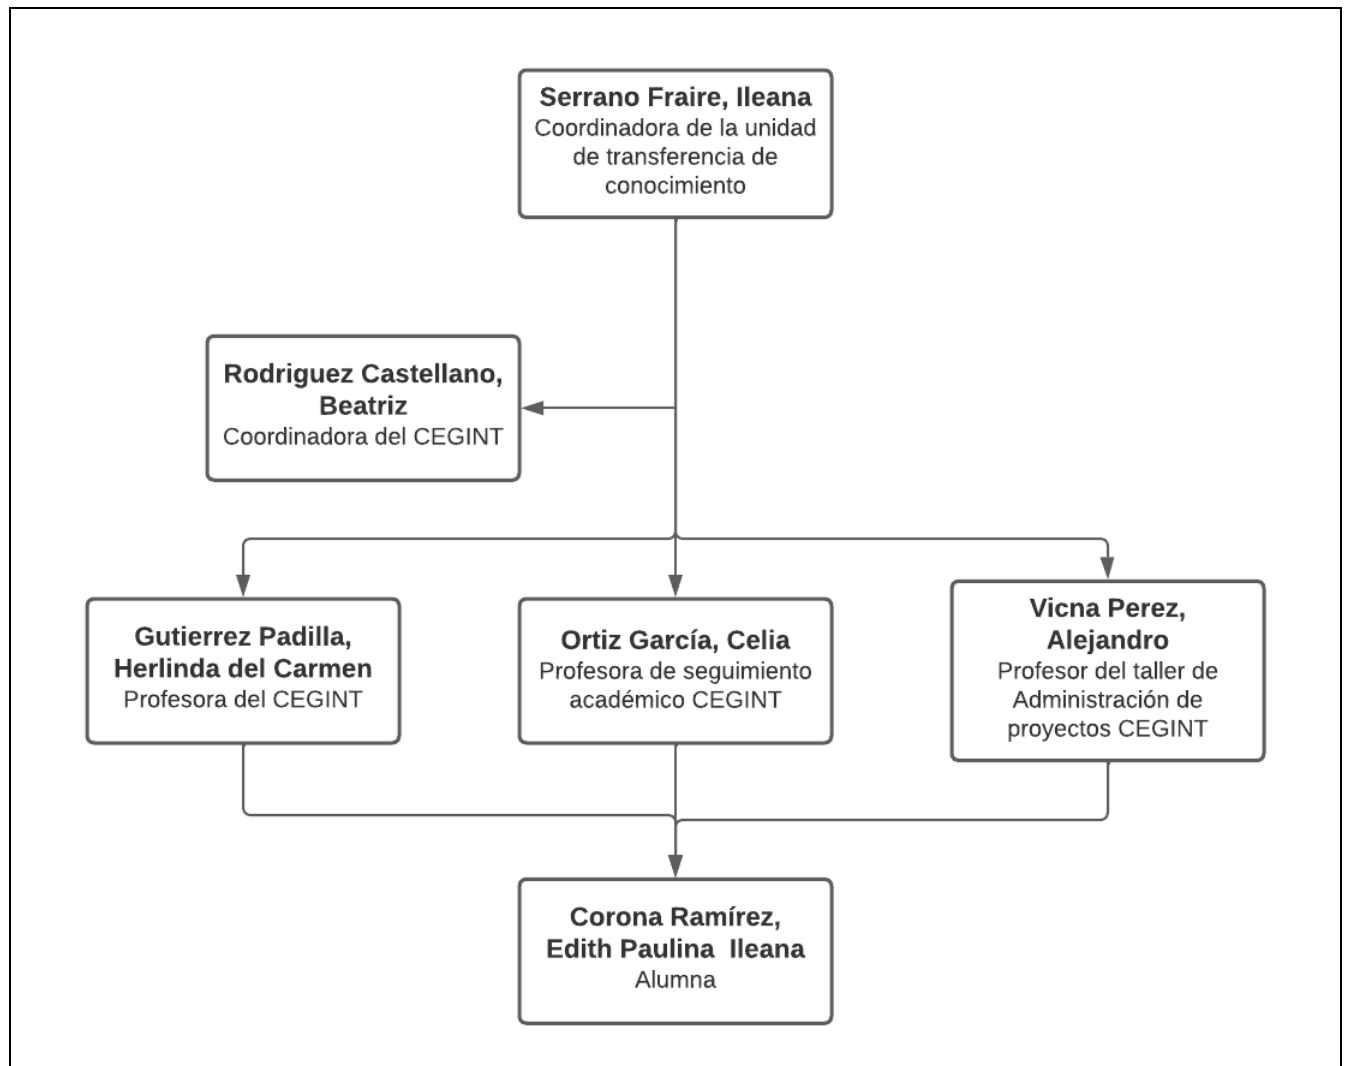 Serrano Fraire, Ileana
Coordinadora de la unidad
de transferencia de
conocimiento
Rodriguez Castellano,
Beatriz
Coordinadora del CEGINT
Gutierrez Padilla,
Herlinda del Carmen
Profesora del CEGINT
Ortiz García, Celia
Profesora de seguimiento
académico CEGINT
Vicna Perez,
Alejandro
Profesor del taller de
Administración de
proyectos CEGINT
Corona Ramírez,
Edith Paulina  Ileana
Alumna